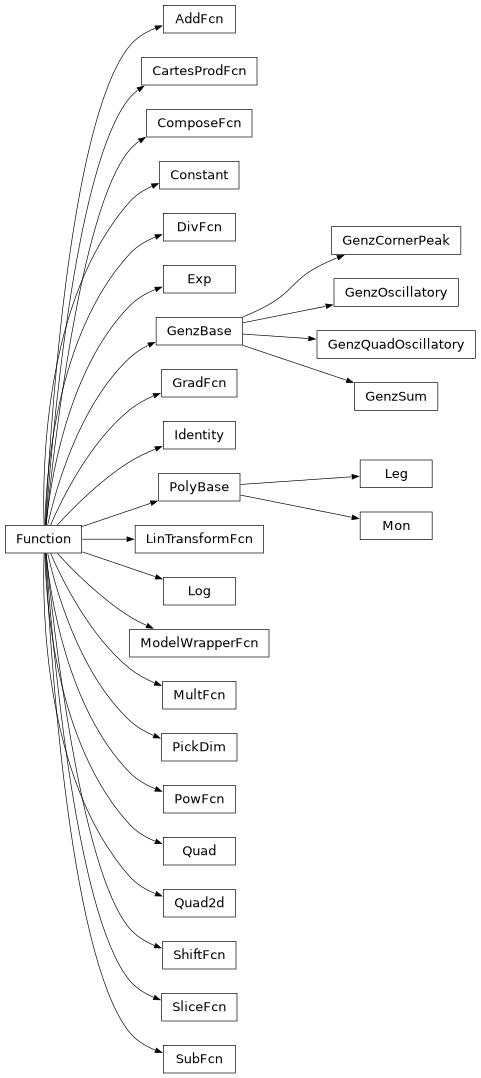 AddFcn
CartesProdFcn
ComposeFcn
Constant
DivFcn
GenzCornerPeak
Exp
GenzOscillatory
GenzBase
GenzQuadOscillatory
GradFcn
GenzSum
Identity
PolyBase
Leg
Mon
Function
LinTransformFcn
Log
ModelWrapperFcn
MultFcn
PickDim
PowFcn
Quad
Quad2d
ShiftFcn
SliceFcn
SubFcn